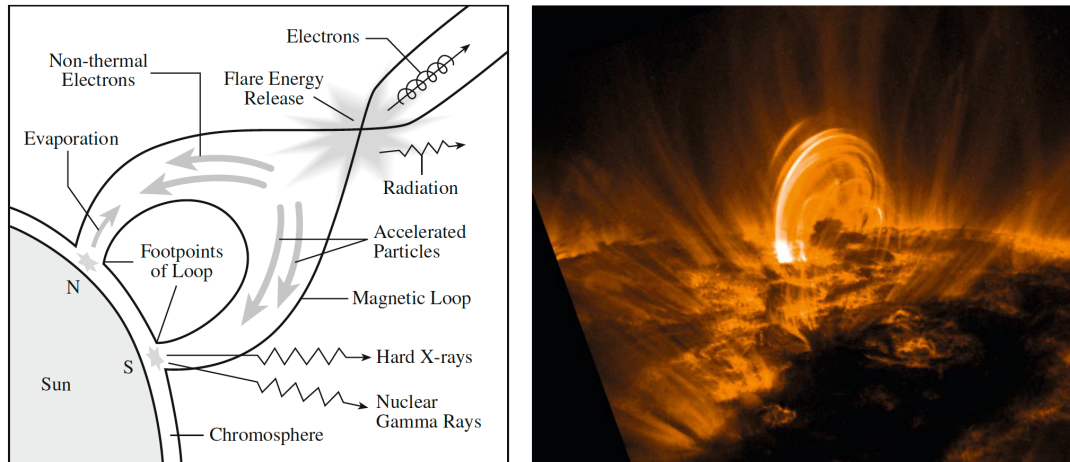 Electrons
Non-thermal
Electrons
Flare Energy
Release
Evaporation
Radiation
Accelerated
Particles
Footpoints
of Loop
N
Magnetic Loop
S
Hard X-rays
Sun
Nuclear
Gamma Rays
Chromosphere